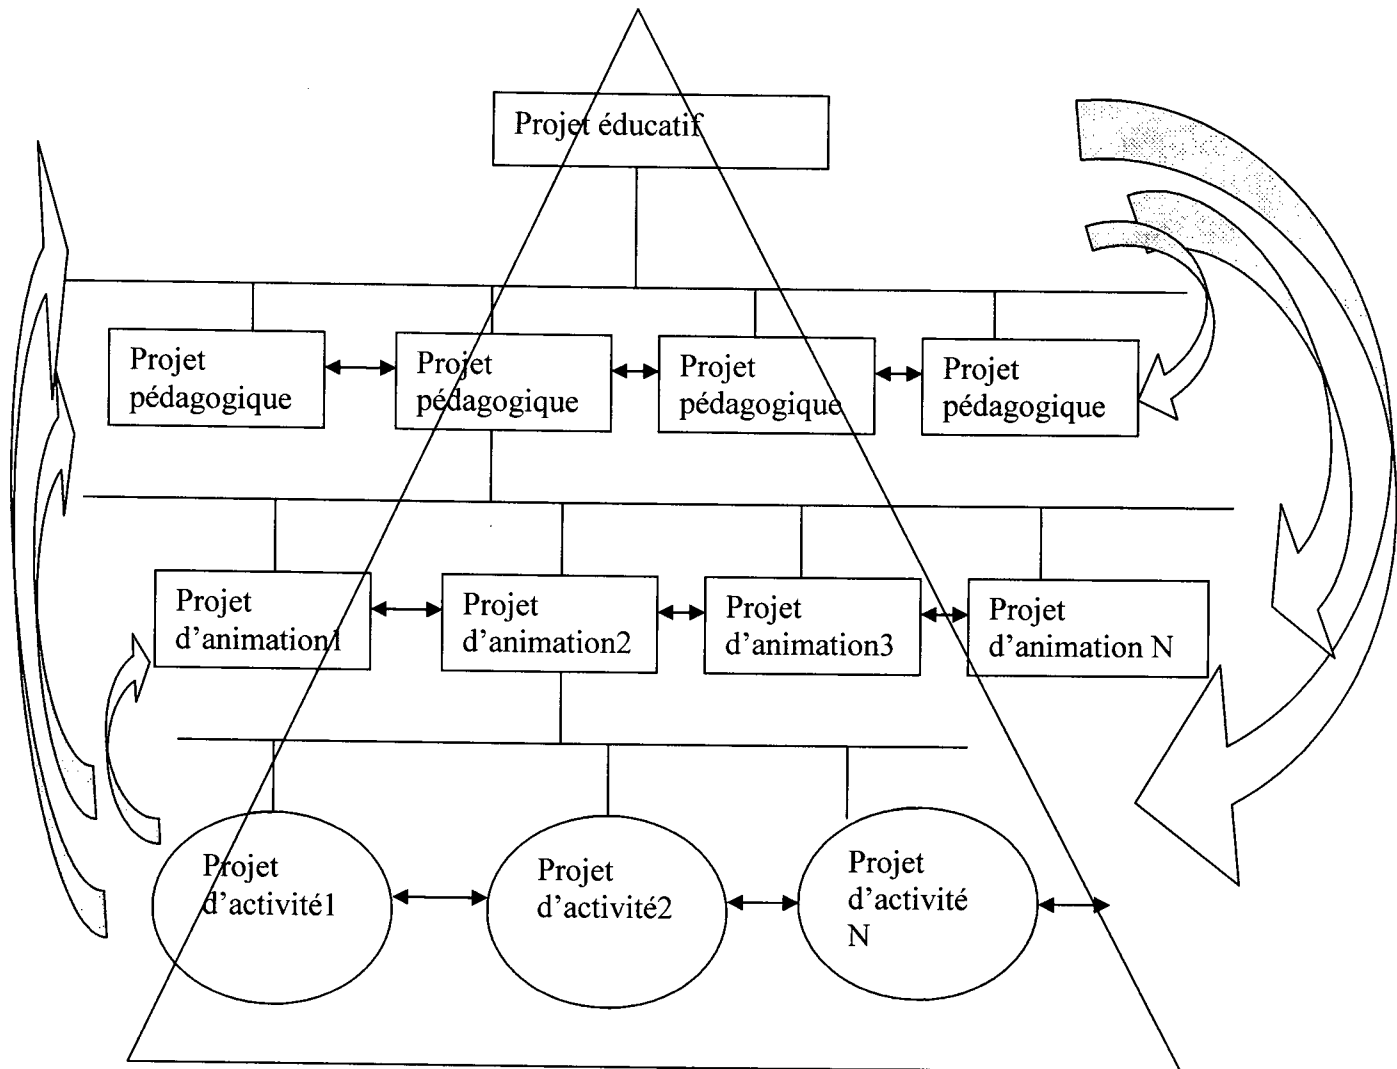 Projet éducatif
Projet
pédagogique
Projet
pédagogique
Projet
pédagogique
Projet
pédagogique
Projet
d'animation1
Projet
d'animation2
Projet
d'animation3
Projet
d'animation N
Projet
d'activité1
Projet
d'activité2
Projet
d'activité
N